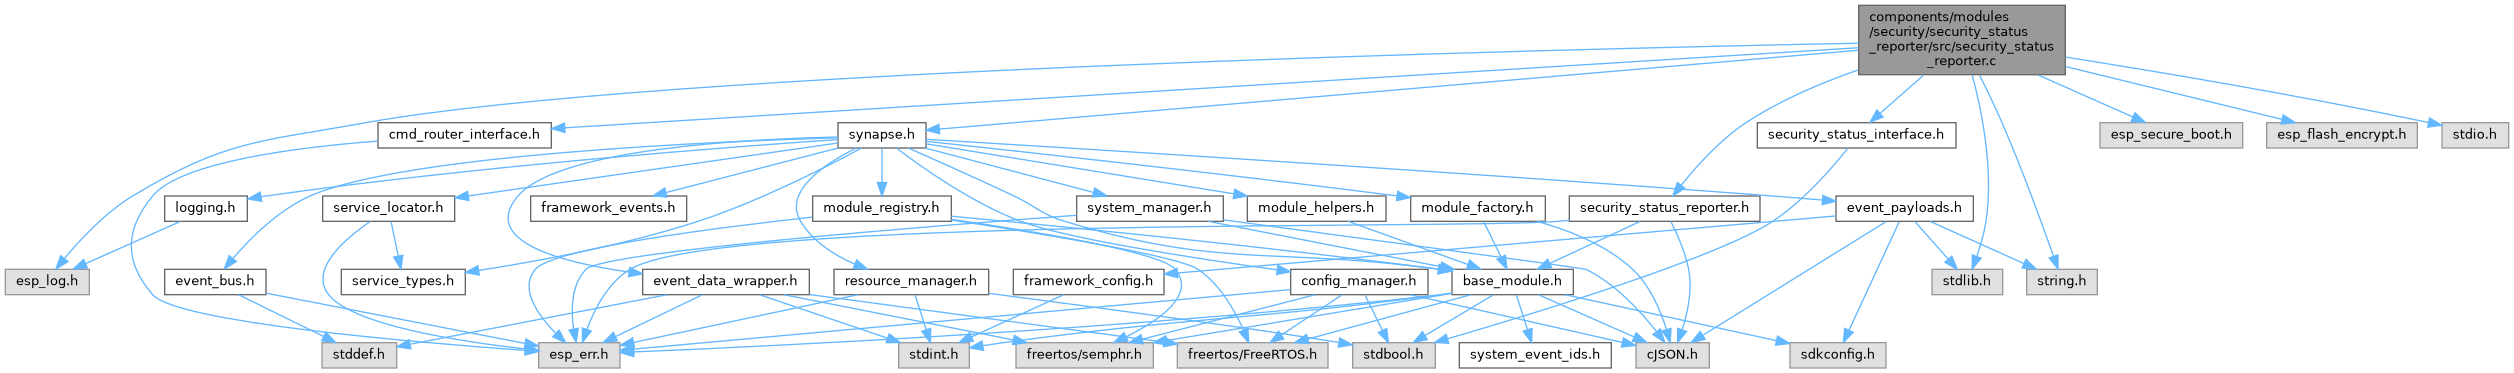 components/modules
/security/security_status
_reporter/src/security_status
_reporter.c
cmd_router_interface.h
synapse.h
security_status_interface.h
esp_secure_boot.h
esp_flash_encrypt.h
stdio.h
logging.h
service_locator.h
framework_events.h
module_registry.h
system_manager.h
module_helpers.h
module_factory.h
security_status_reporter.h
event_payloads.h
esp_log.h
event_bus.h
service_types.h
event_data_wrapper.h
resource_manager.h
framework_config.h
config_manager.h
base_module.h
stdlib.h
string.h
stddef.h
esp_err.h
stdint.h
freertos/semphr.h
freertos/FreeRTOS.h
stdbool.h
system_event_ids.h
cJSON.h
sdkconfig.h